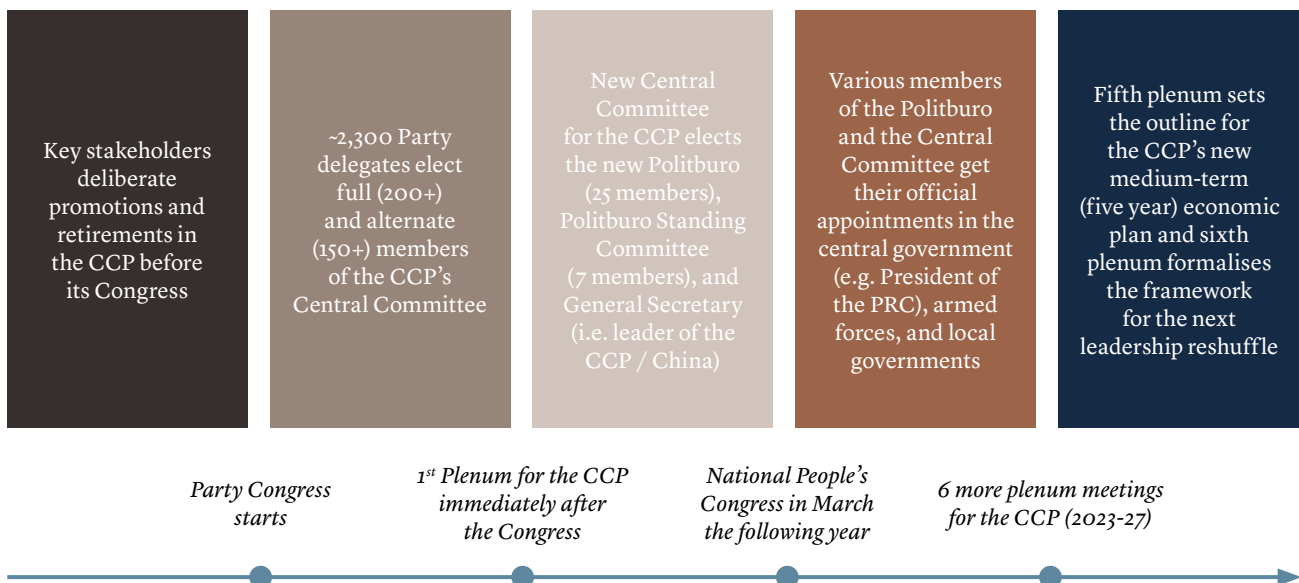 Key stakeholders
deliberate
promotions and
retirements in
the CCP before
its Congress
~2,300 Party
delegates elect
full (200+)
and alternate
(150+) members
of the CCP’s
Central Committee
New Central
Committee
for the CCP elects
the new Politburo
(25 members),
Politburo Standing
Committee
(7 members), and
General Secretary
(i.e. leader of the
CCP / China)
Various members
of the Politburo
and the Central
Committee get
their official
appointments in the
central government
(e.g. President of
the PRC), armed
forces, and local
governments
Fifth plenum sets
the outline for
the CCP’s new
medium-term
(five year) economic
plan and sixth
plenum formalises
the framework
for the next
leadership reshuffle
Party Congress
starts
1st Plenum for the CCP
immediately after
the Congress
National People’s
Congress in March
the following year
6 more plenum meetings
for the CCP (2023-27)